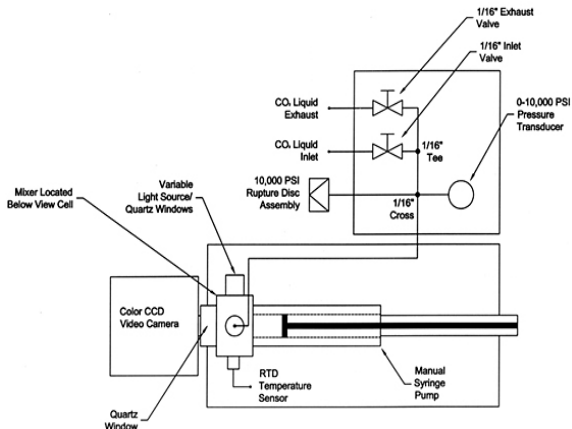 1/16" Exhaust
Valve
1/16" Inlet
Valve
CO₂ Liquid
Exhaust
0-10,000 PSI
Pressure
Transducer
CO₂ Liquid
Inlet
1/16"
Tee
Variable
Light Source/
Quartz Windows
10,000 PSI
Rupture Disc
Assembly
Mixer Located
Below View Cell
1/16"
Cross
Color CCD
Video Camera
RTD
Temperature
Sensor
Manual
Syringe
Pump
Quartz
Window